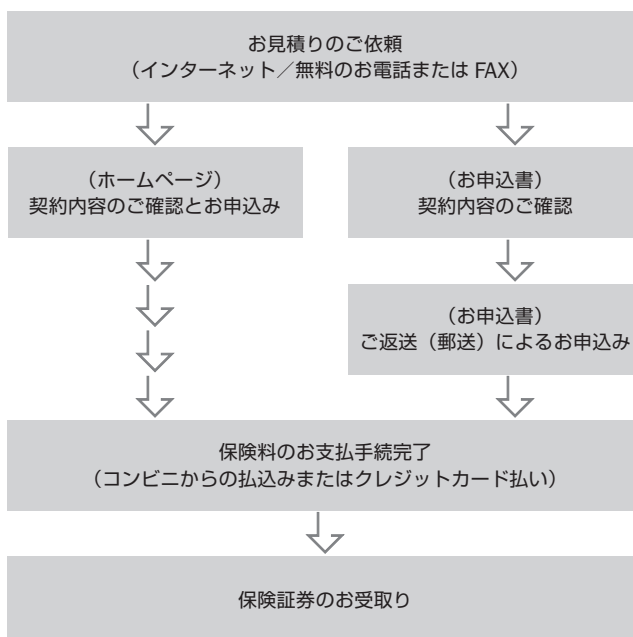 お見積りのご依頼
（インターネット／無料のお電話または FAX）
（ホームページ）
契約内容のご確認とお申込み
（お申込書）
契約内容のご確認
（お申込書）
ご返送（郵送）によるお申込み
保険料のお支払手続完了
（コンビニからの払込みまたはクレジットカード払い）
保険証券のお受取り